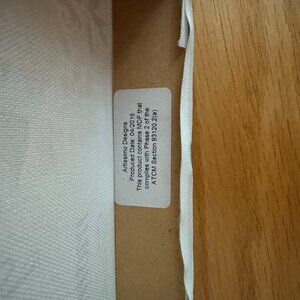 Artissimo Designs
Produced Date: 04/2016
This product contains MDF that
complies with Phase 2 of the
ATCM Section 93120.2(a)